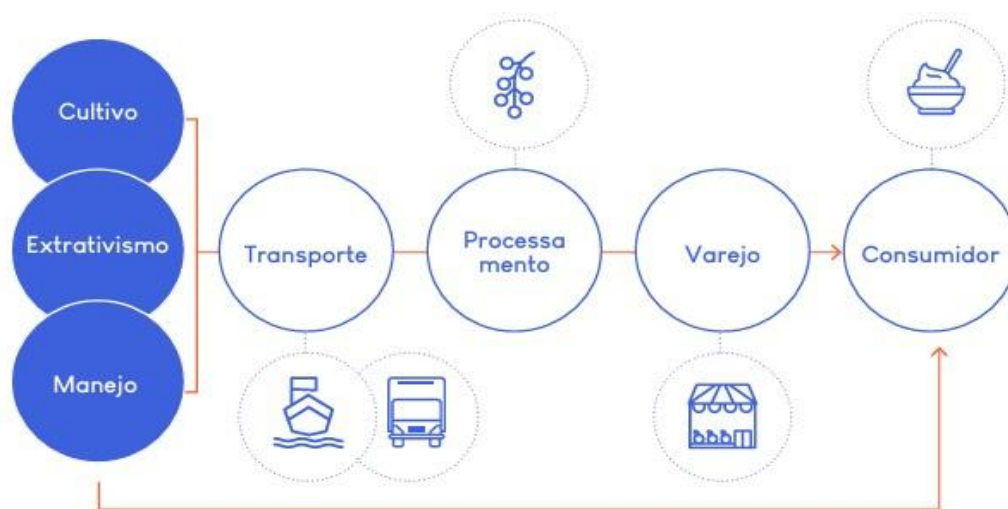 Cultivo
Extrativismo
Manejo
Transporte
Processa
mento
Varejo
Consumidor